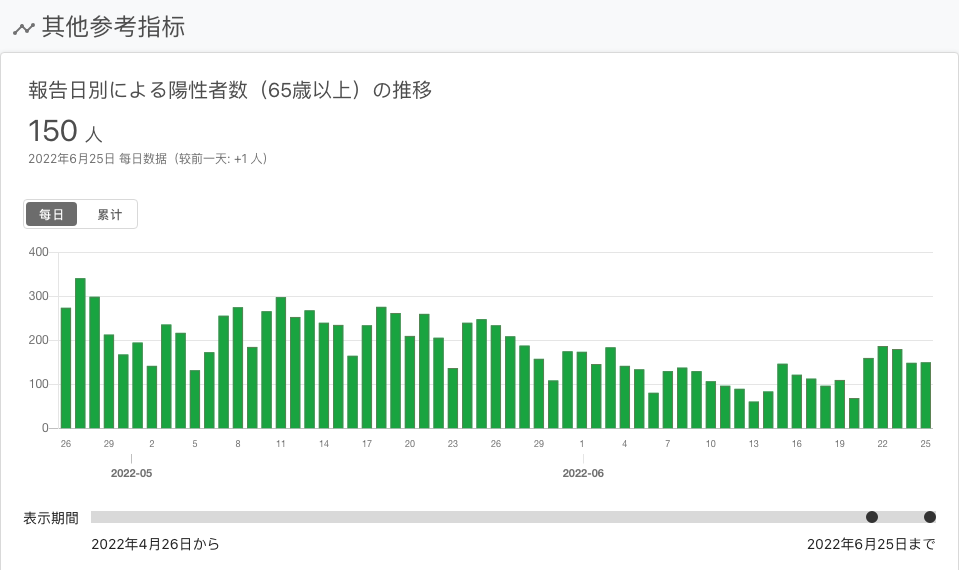 其他参考指标
報告日別による陽性者数（65歳以上）の推移
150 人
2022年6月25日 每日数据（较前一天: +1 人）
每日 累计
400
300
200
100
0
26 29 2 5 8 11 14 17 20 23 26 29 1 4 7 10 13 16 19 22 25
2022-05 2022-06
表示期間
2022年4月26日から 2022年6月25日まで